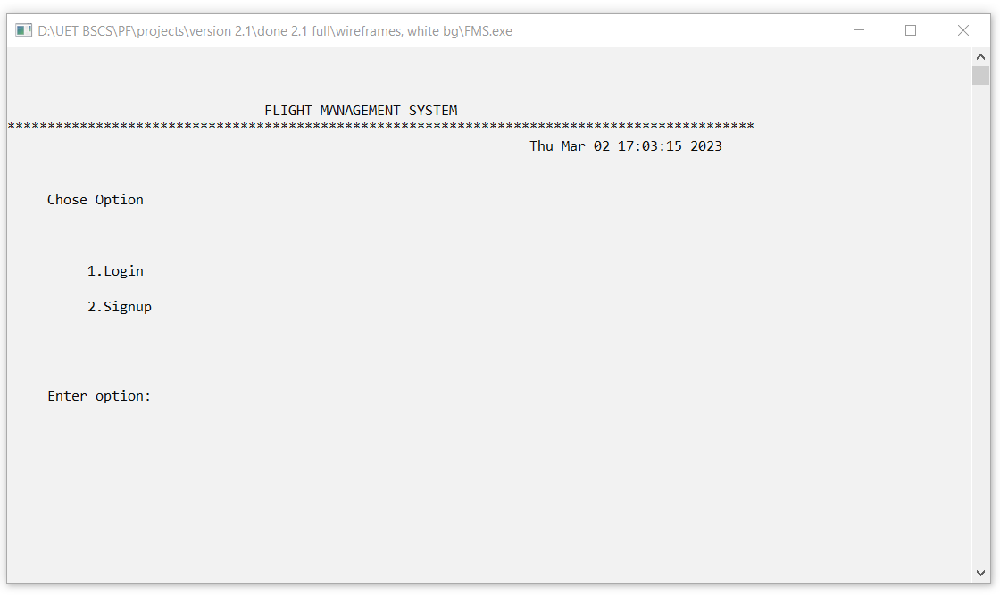 D:\UET BSCS\PF\projects\version 2.1\done 2.1 full\wireframes, white bg\FMS.exe
FLIGHT MANAGEMENT SYSTEM
*********************************************************************************************
Thu Mar 02 17:03:15 2023
Chose Option
1.Login
2.Signup
Enter option: